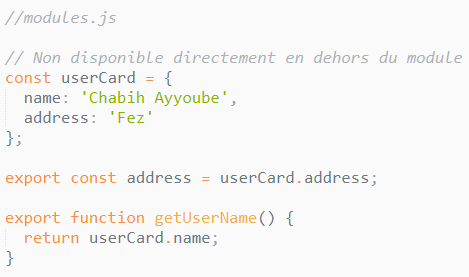 //modules.js
// Non disponible directement en dehors du module
const userCard = {
  name: 'Chabih Ayyoube',
  address: 'Fez'
};
export const address = userCard.address;
export function getUserName() {
  return userCard.name;
}